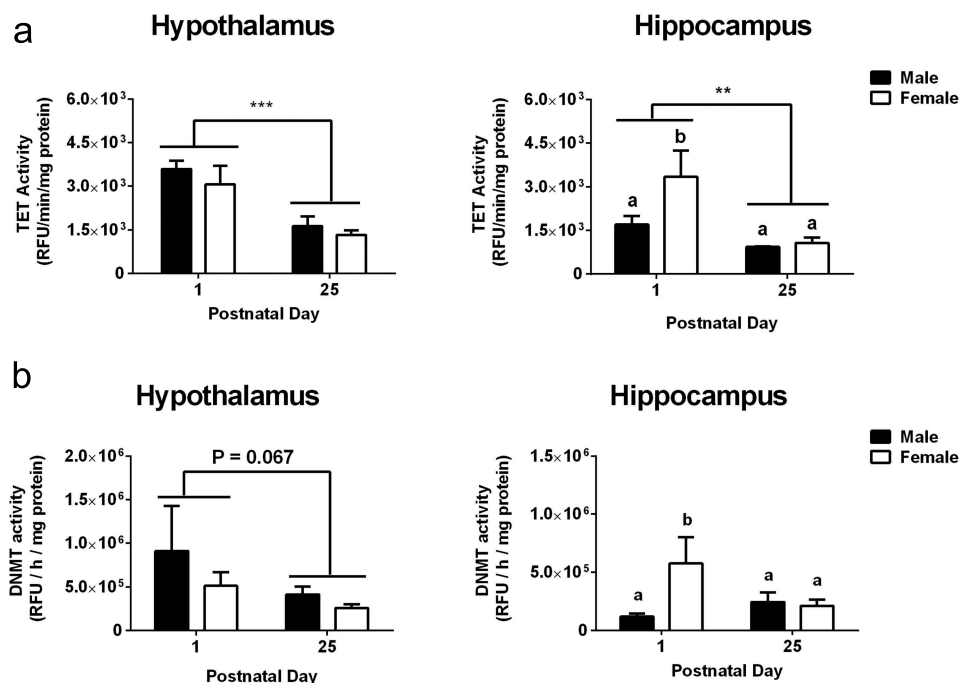 a
Hypothalamus
Hippocampus
Male
Female
TET Activity
(RFU/min/mg protein)
6.0×10³
4.5×10³
3.0×10³
1.5×10³
0
***
1
25
Postnatal Day
TET Activity
(RFU/min/mg protein)
6.0×10³
4.5×10³
3.0×10³
1.5×10³
0
**
a
b
a
a
1
25
Postnatal Day
b
Hypothalamus
Hippocampus
Male
Female
DNMT activity
(RFU / h / mg protein)
2.0×10⁶
1.5×10⁶
1.0×10⁶
5.0×10⁵
0
P = 0.067
1
25
Postnatal Day
DNMT activity
(RFU / h / mg protein)
1.5×10⁶
1.0×10⁶
5.0×10⁵
0
a
b
a
a
1
25
Postnatal Day